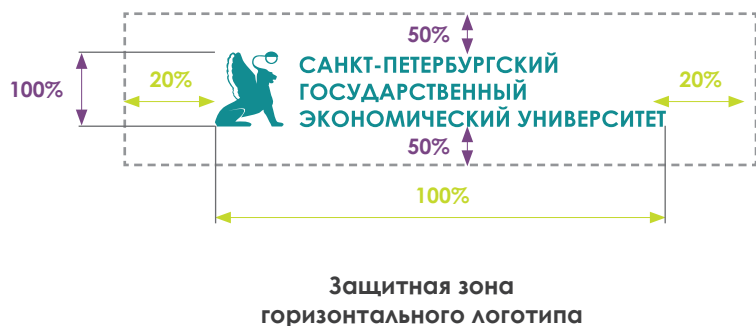 50%
САНКТ-ПЕТЕРБУРГСКИЙ
100%
20%
ГОСУДАРСТВЕННЫЙ
20%
ЭКОНОМИЧЕСКИЙ УНИВЕРСИТЕТ
50%
100%
Защитная зона
горизонтального логотипа